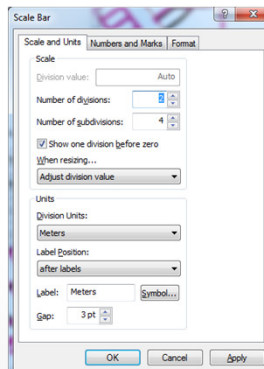 Scale Bar
Scale and Units Numbers and Marks Format
Scale
Division value: Auto
Number of divisions: 2
Number of subdivisions: 4
Show one division before zero
When resizing...
Adjust division value
Units
Division Units:
Meters
Label Position:
after labels
Label: Meters Symbol...
Gap: 3 pt
OK Cancel Apply